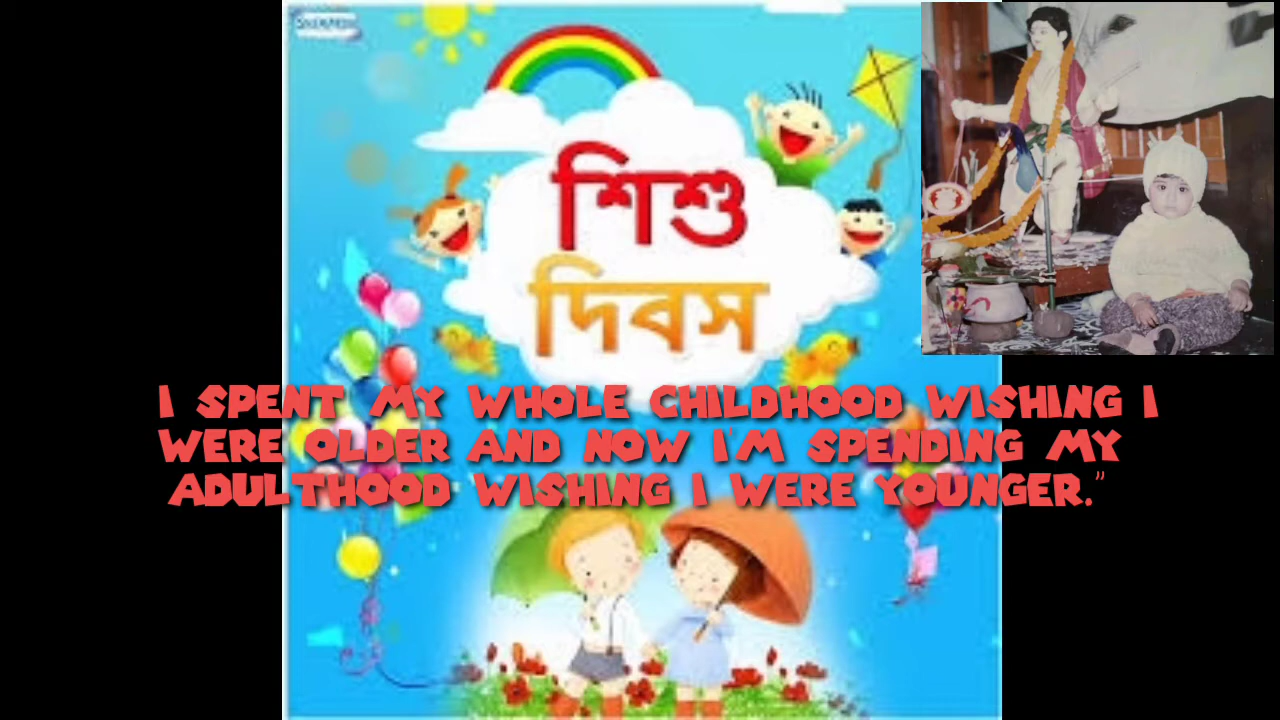 শিশু
দিবস
I SPENT MY WHOLE CHILDHOOD WISHING I
WERE OLDER AND NOW I'M SPENDING MY
ADULTHOOD WISHING I WERE YOUNGER.”